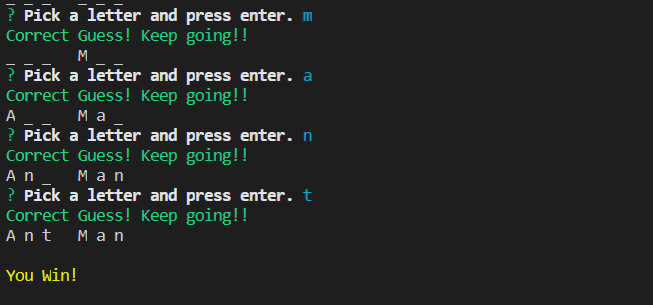 _ _ _   _ _ _
? Pick a letter and press enter. m
Correct Guess! Keep going!!
_ _ _   M _ _
? Pick a letter and press enter. a
Correct Guess! Keep going!!
A _ _   M a _
? Pick a letter and press enter. n
Correct Guess! Keep going!!
A n _   M a n
? Pick a letter and press enter. t
Correct Guess! Keep going!!
A n t   M a n
You Win!